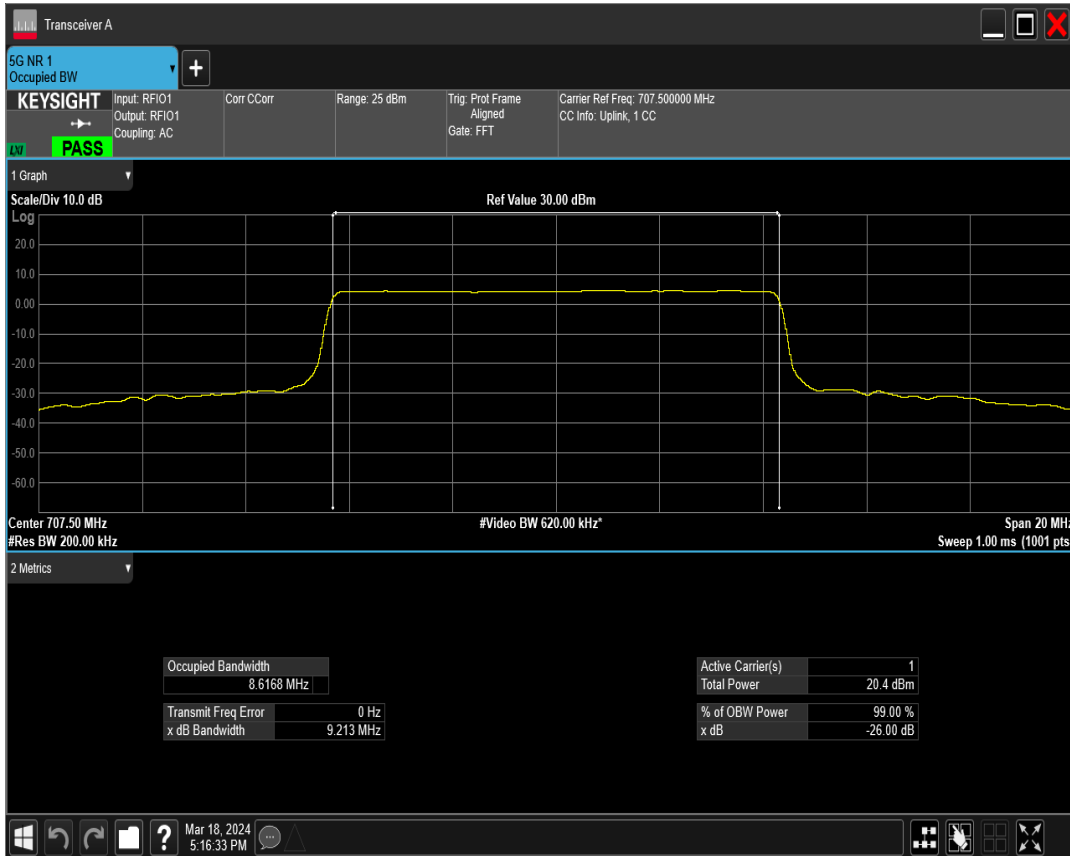 Transceiver A
5G NR 1
Occupied BW
KEYSIGHT
LXI
PASS
Input: RFIO1
Output: RFIO1
Coupling: AC
Corr CCorr
Range: 25 dBm
Trig: Prot Frame
Aligned
Gate: FFT
Carrier Ref Freq: 707.500000 MHz
CC Info: Uplink, 1 CC
1 Graph
Scale/Div 10.0 dB
Ref Value 30.00 dBm
Log
20.0
10.0
0.00
-10.0
-20.0
-30.0
-40.0
-50.0
-60.0
Center 707.50 MHz
#Video BW 620.00 kHz*
Span 20 MHz
#Res BW 200.00 kHz
Sweep 1.00 ms (1001 pts
2 Metrics
Occupied Bandwidth
8.6168 MHz
Transmit Freq Error 0 Hz
x dB Bandwidth 9.213 MHz
Active Carrier(s) 1
Total Power 20.4 dBm
% of OBW Power 99.00 %
x dB -26.00 dB
?
Mar 18, 2024
5:16:33 PM